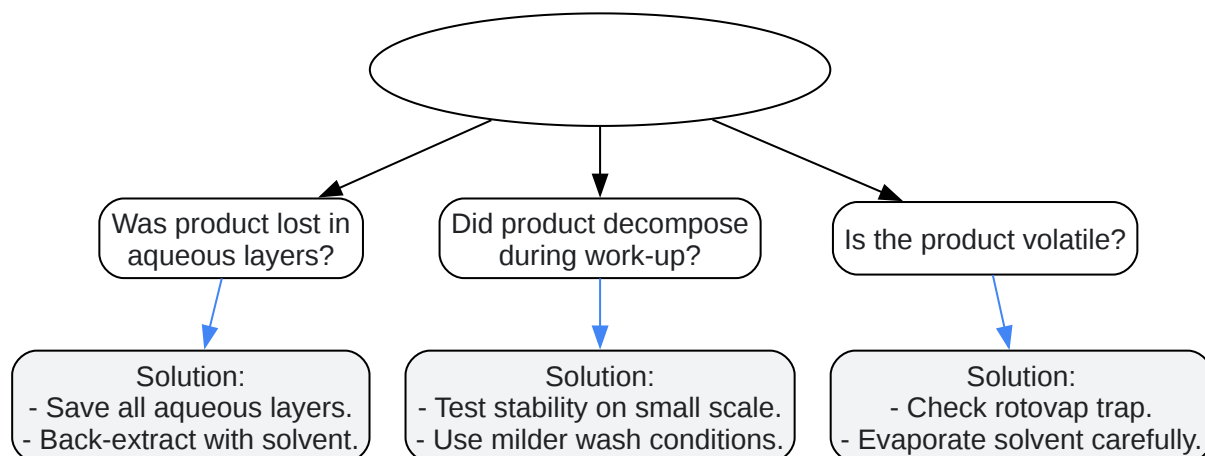 Was product lost in
aqueous layers?
Did product decompose
during work-up?
Is the product volatile?
Solution:
- Save all aqueous layers.
- Back-extract with solvent.
Solution:
- Test stability on small scale.
- Use milder wash conditions.
Solution:
- Check rotovap trap.
- Evaporate solvent carefully.